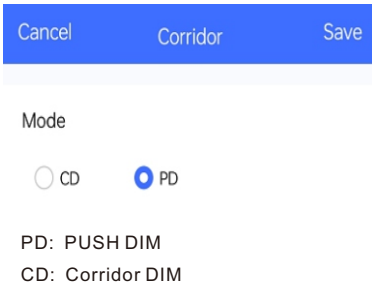 Cancel Corridor Save
Mode
CD PD
PD: PUSH DIM
CD: Corridor DIM